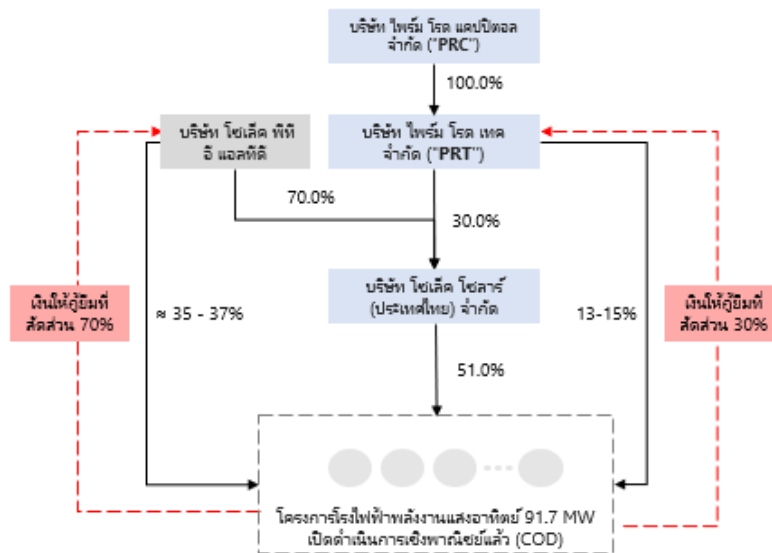 บริษัท ไพร์ม โรด แคปปิตอล
จำกัด ("PRC")
100.0%
บริษัท โซเล็ค พีที
อี แอลทีดี
บริษัท ไพร์ม โรด เทค
จำกัด ("PRT")
70.0%
30.0%
บริษัท โซเล็ค โซลาร์
(ประเทศไทย) จำกัด
เงินให้กู้ยืมที่
สัดส่วน 70%
≈ 35 - 37%
13-15%
เงินให้กู้ยืมที่
สัดส่วน 30%
51.0%
โครงการโรงไฟฟ้าพลังงานแสงอาทิตย์ 91.7 MW
เปิดดำเนินการเชิงพาณิชย์แล้ว (COD)